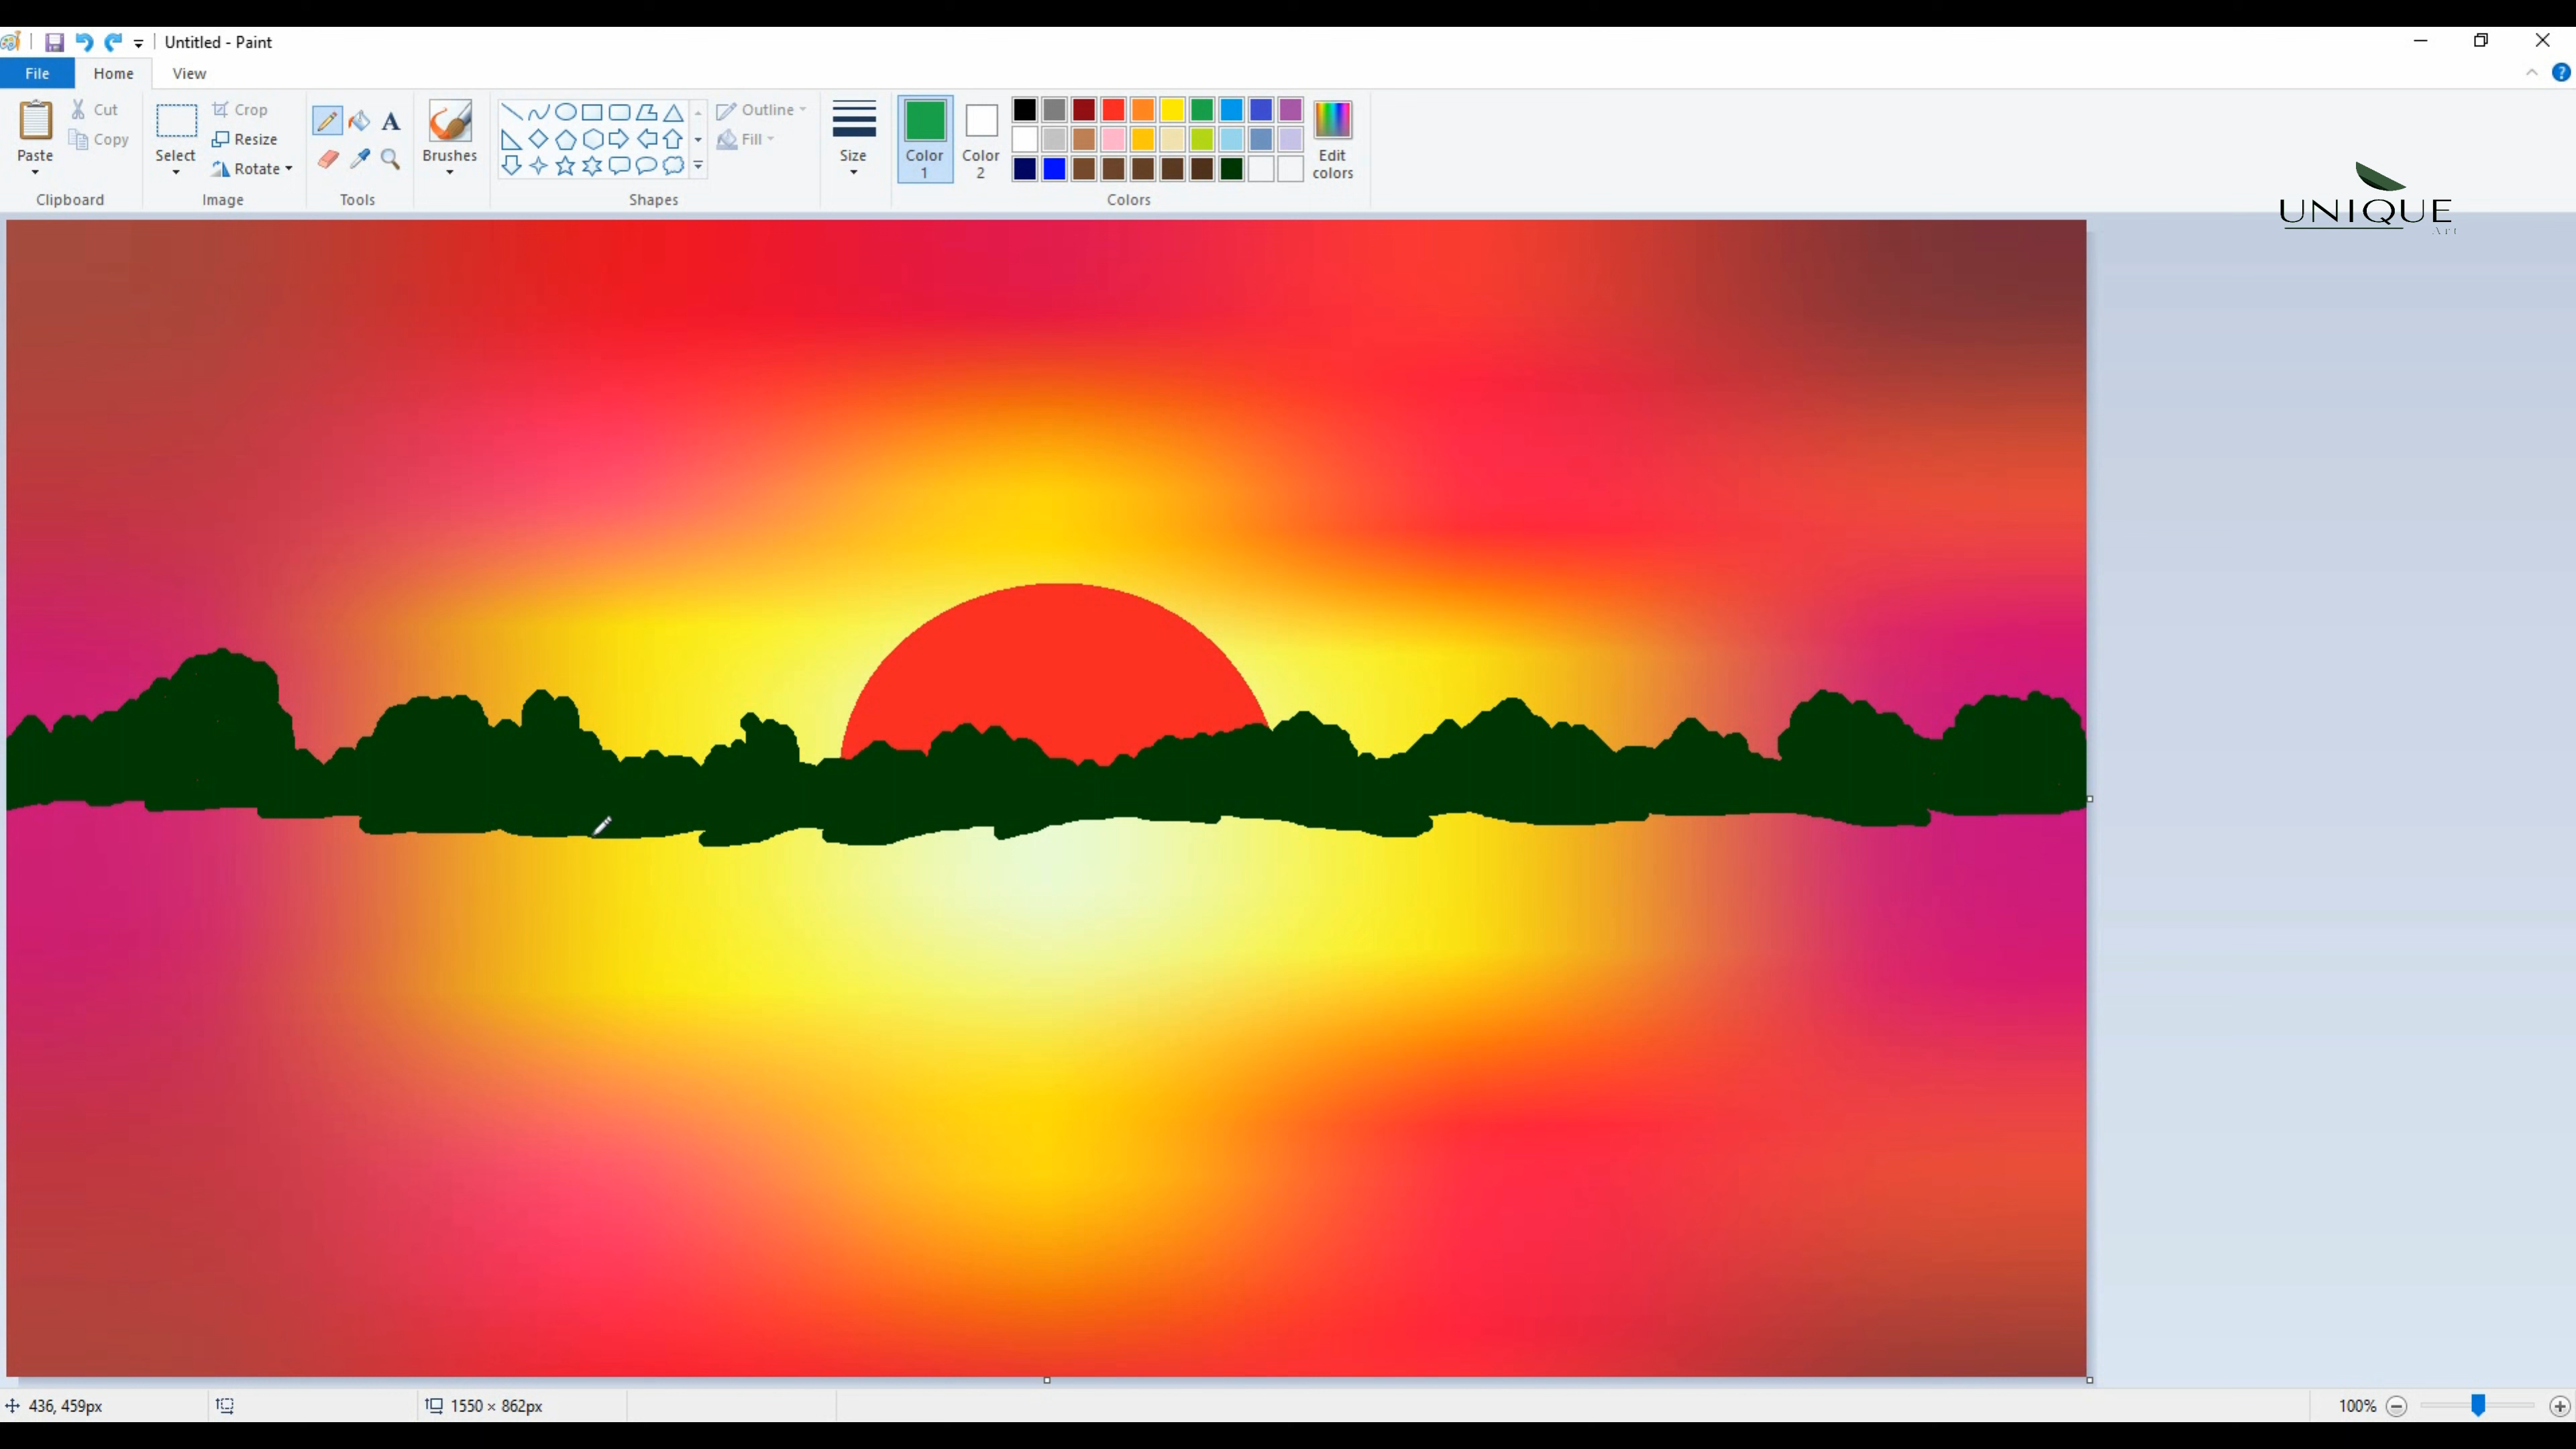 Untitled - Paint
File Home View
Paste Cut Copy Clipboard
Select Crop Resize Rotate Image
A Tools
Brushes
Outline Fill Shapes
Size
Color 1 Color 2 Edit colors Colors
UNIQUE
Art
436, 459px 1550 × 862px 100%